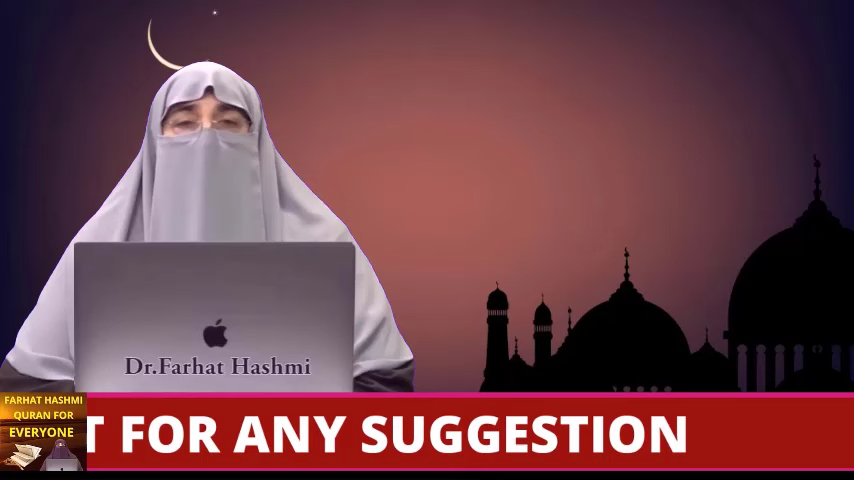 Dr.Farhat Hashmi
FARHAT HASHMI
QURAN FOR
EVERYONE
T FOR ANY SUGGESTION